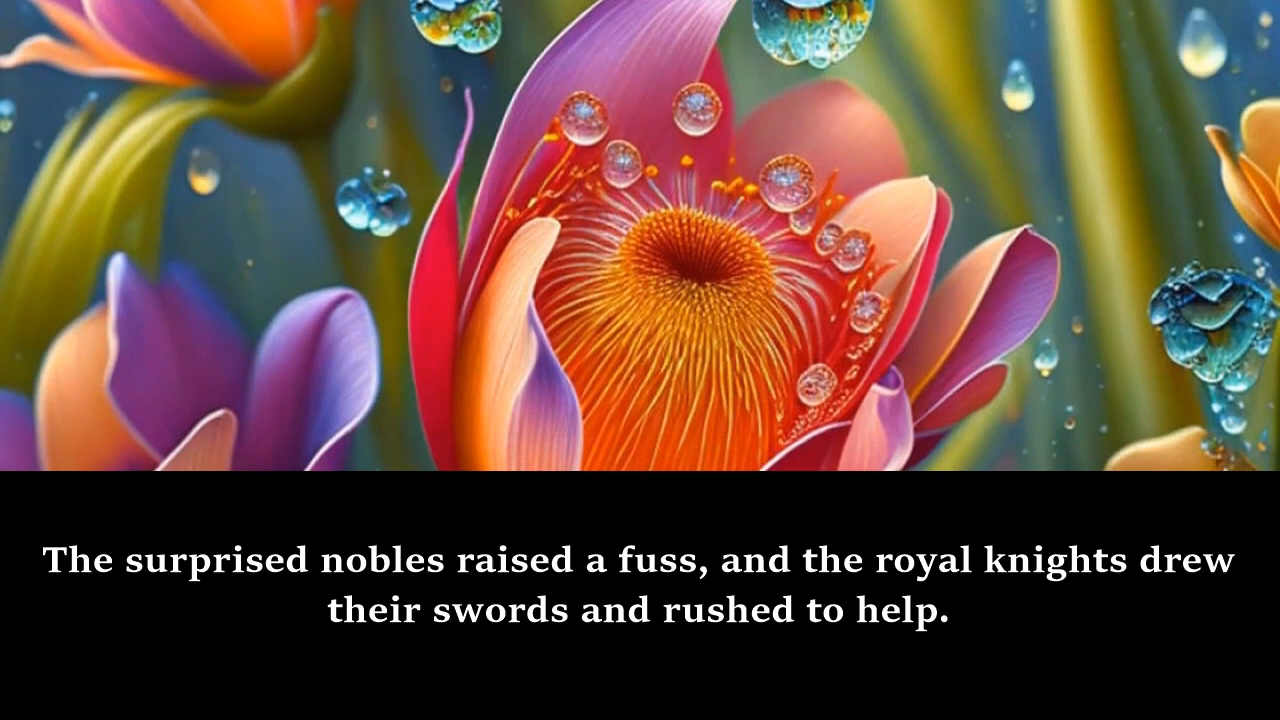 The surprised nobles raised a fuss, and the royal knights drew
their swords and rushed to help.